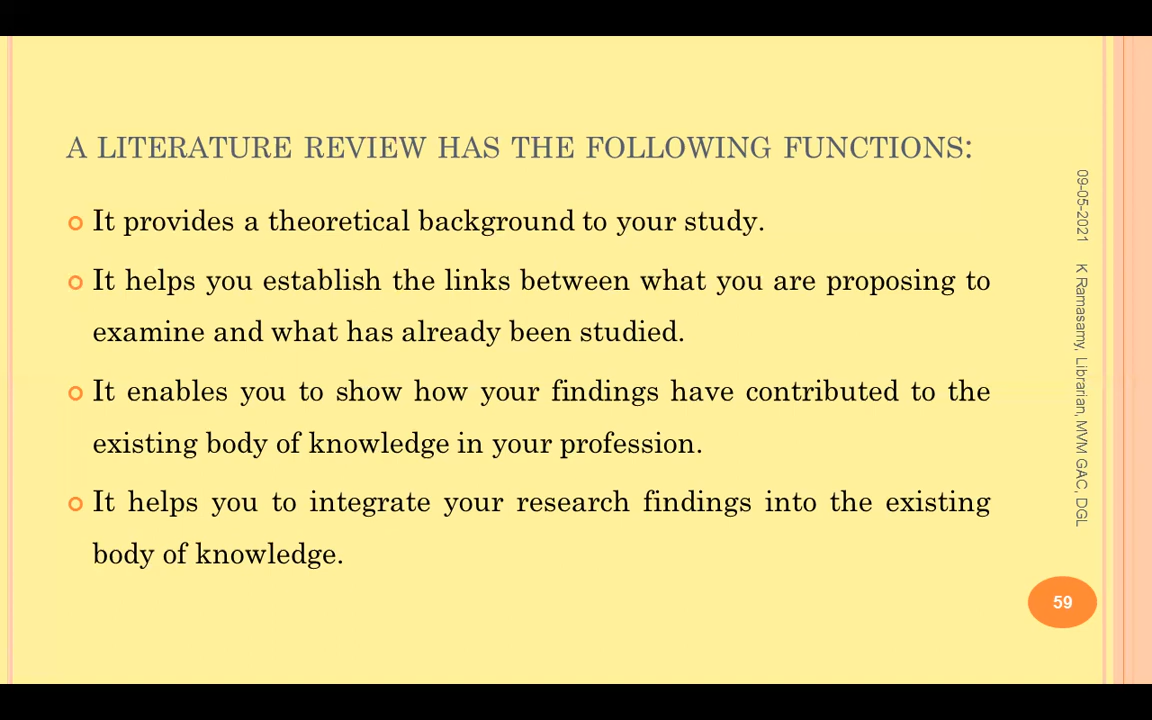 A LITERATURE REVIEW HAS THE FOLLOWING FUNCTIONS:
It provides a theoretical background to your study.
It helps you establish the links between what you are proposing to
examine and what has already been studied.
It enables you to show how your findings have contributed to the
existing body of knowledge in your profession.
It helps you to integrate your research findings into the existing
body of knowledge.
09-05-2021
K Ramasamy, Librarian, MVM GAC, DGL
59